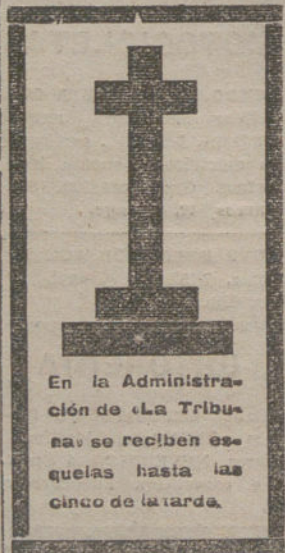 En la Administra-
ción de «La Tribu-
na» se reciben es-
quelas hasta las
cinco de la tarde.